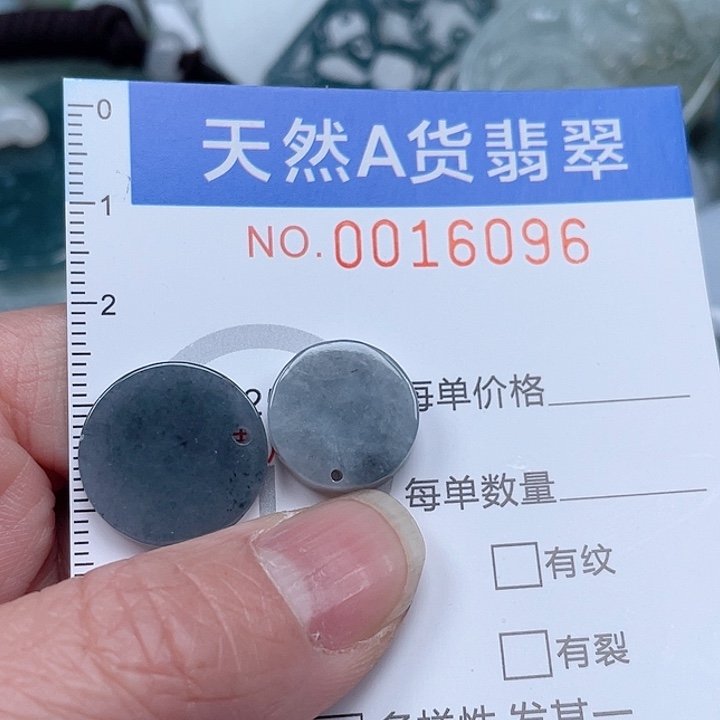 0
天然A货翡翠
1
NO.0016096
2
每单价格
每单数量
有纹
有裂